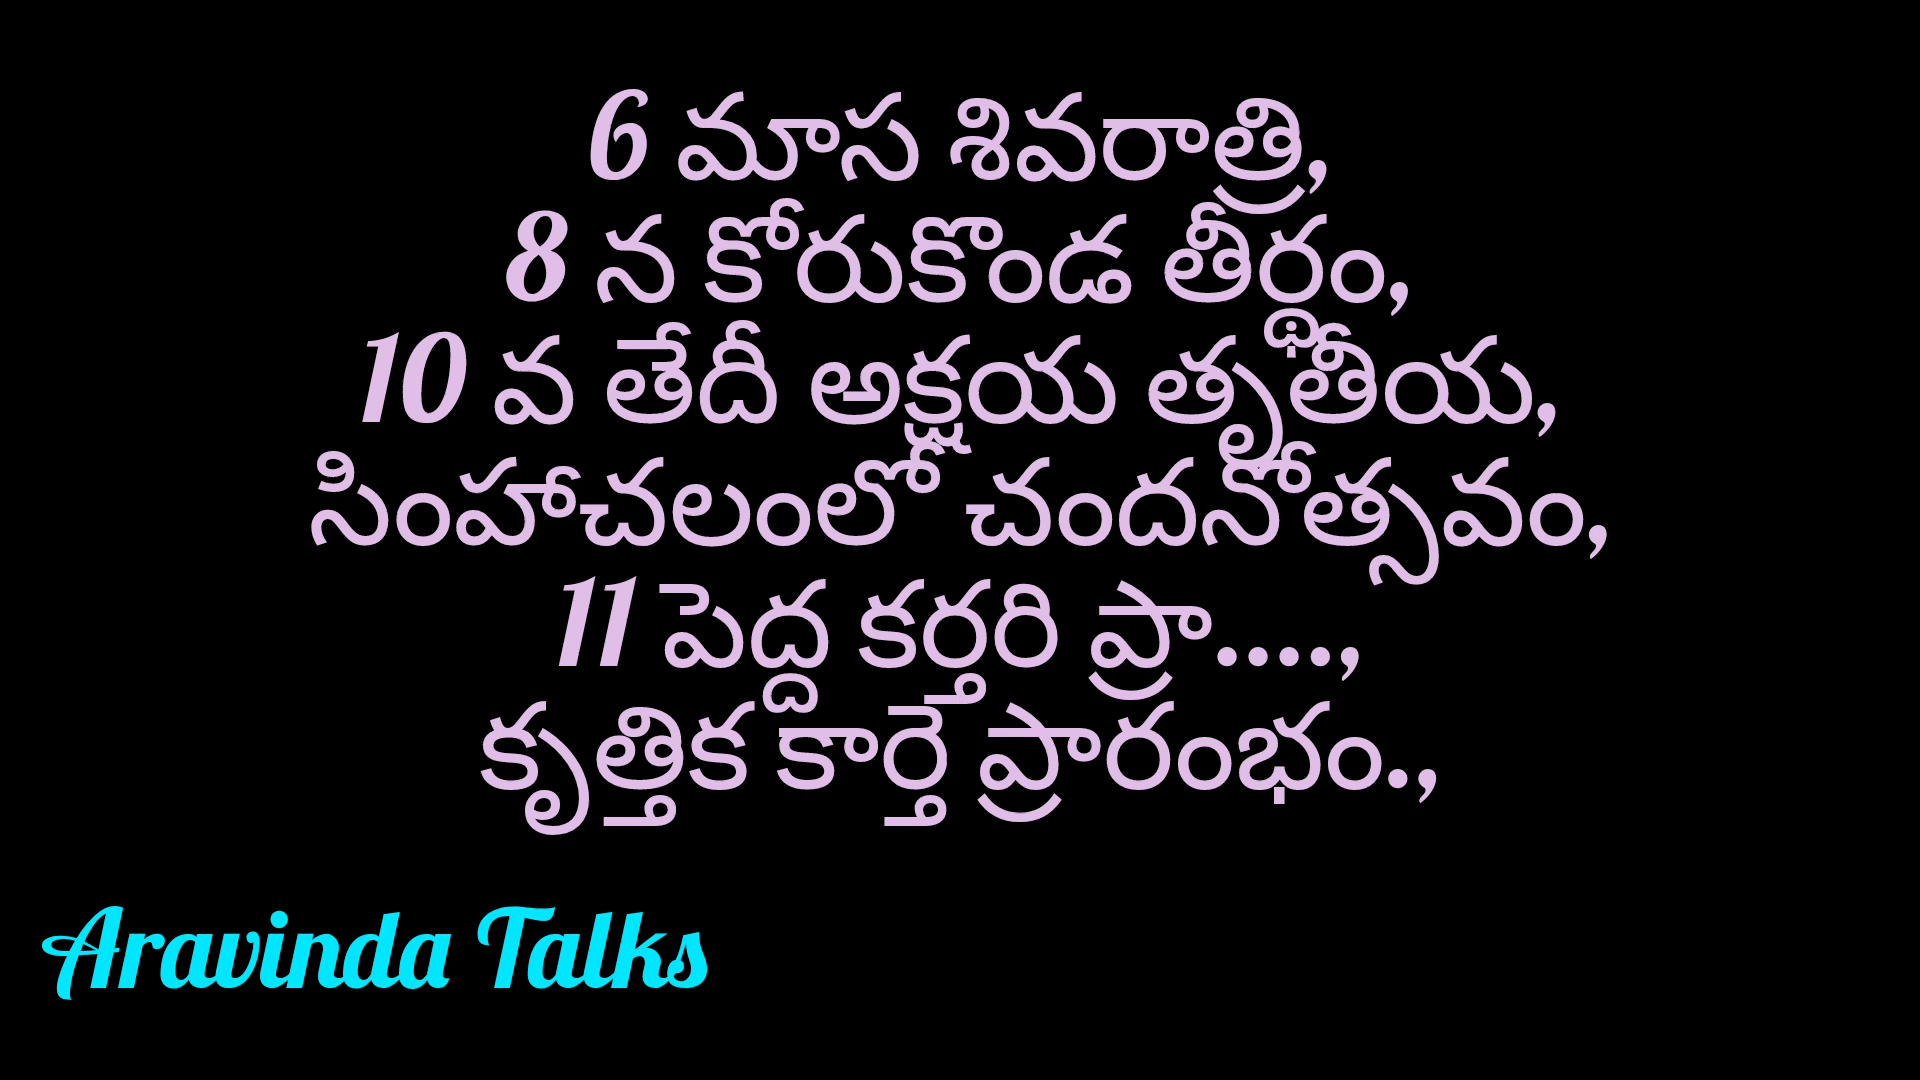 6 మాస శివరాత్రి,
8 న కోరుకొండ తీర్థం,
10 వ తేదీ అక్షయ తృతీయ,
సింహాచలంలో చందనోత్సవం,
11 పెద్ద కర్తరి ప్రా....,
కృత్తిక కార్తె ప్రారంభం.,
Aravinda Talks